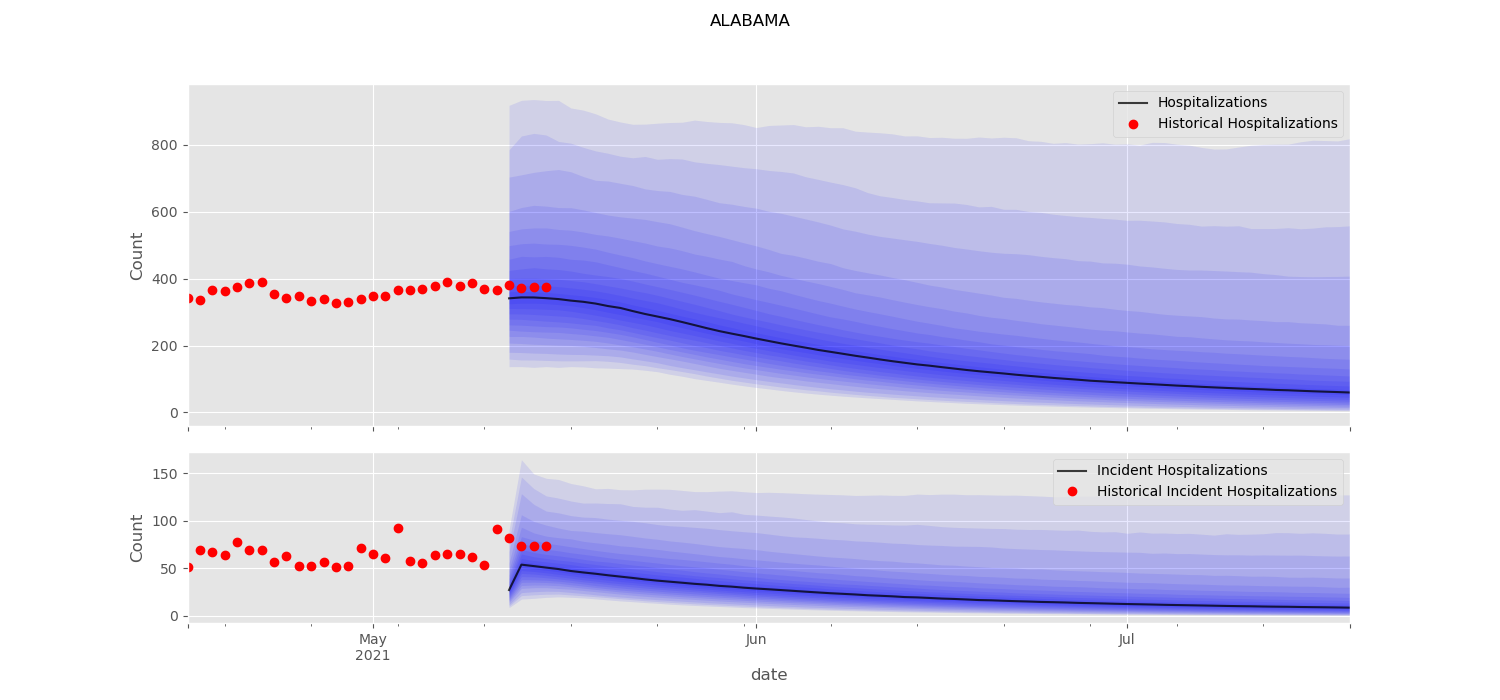 ALABAMA
Hospitalizations
Historical Hospitalizations
Count
800
600
400
200
0
Incident Hospitalizations
Historical Incident Hospitalizations
Count
150
100
50
0
May
2021
Jun
Jul
date